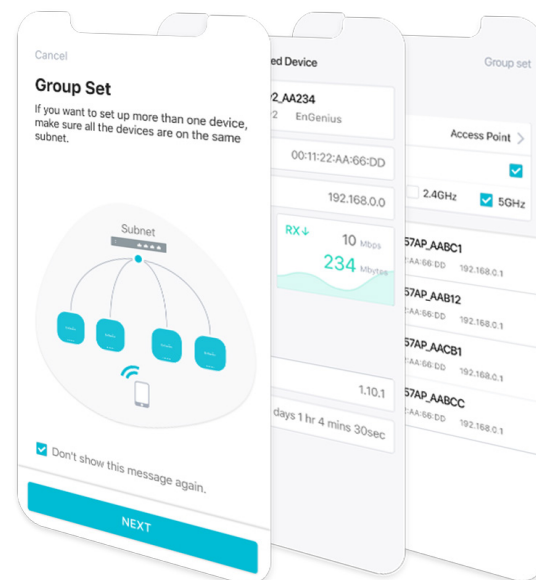 Cancel
Group Set
If you want to set up more than one device,
make sure all the devices are on the same
subnet.
Subnet
Don't show this message again.
NEXT
ed Device
2_AA234
2 EnGenius
00:11:22:AA:66:DD
192.168.0.0
RX↓ 10 Mbps
234 Mbytes
1.10.1
days 1 hr 4 mins 30sec
Group set
Access Point >
2.4GHz 5GHz
57AP_AABC1
:AA:66:DD 192.168.0.1
57AP_AAB12
:AA:66:DD 192.168.0.1
57AP_AACB1
:AA:66:DD 192.168.0.1
57AP_AABCC
:AA:66:DD 192.168.0.1